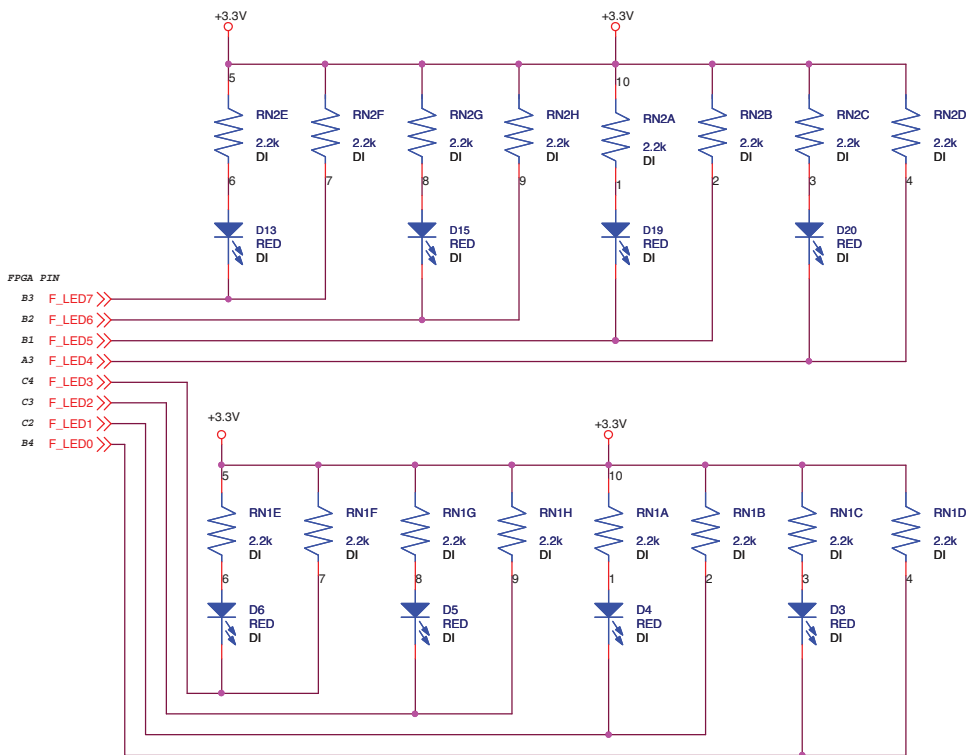 +3.3V +3.3V
5 10
RN2E RN2F RN2G RN2H RN2A RN2B RN2C RN2D
2.2k 2.2k 2.2k 2.2k 2.2k 2.2k 2.2k 2.2k
DI DI DI DI DI DI DI DI
6 7 8 9 1 2 3 4
D13 D15 D19 D20
RED RED RED RED
DI DI DI DI
FPGA PIN
B3 F_LED7
B2 F_LED6
B1 F_LED5
A3 F_LED4
C4 F_LED3
C3 F_LED2
C2 F_LED1
B4 F_LED0
+3.3V +3.3V
5 10
RN1E RN1F RN1G RN1H RN1A RN1B RN1C RN1D
2.2k 2.2k 2.2k 2.2k 2.2k 2.2k 2.2k 2.2k
DI DI DI DI DI DI DI DI
6 7 8 9 1 2 3 4
D6 D5 D4 D3
RED RED RED RED
DI DI DI DI